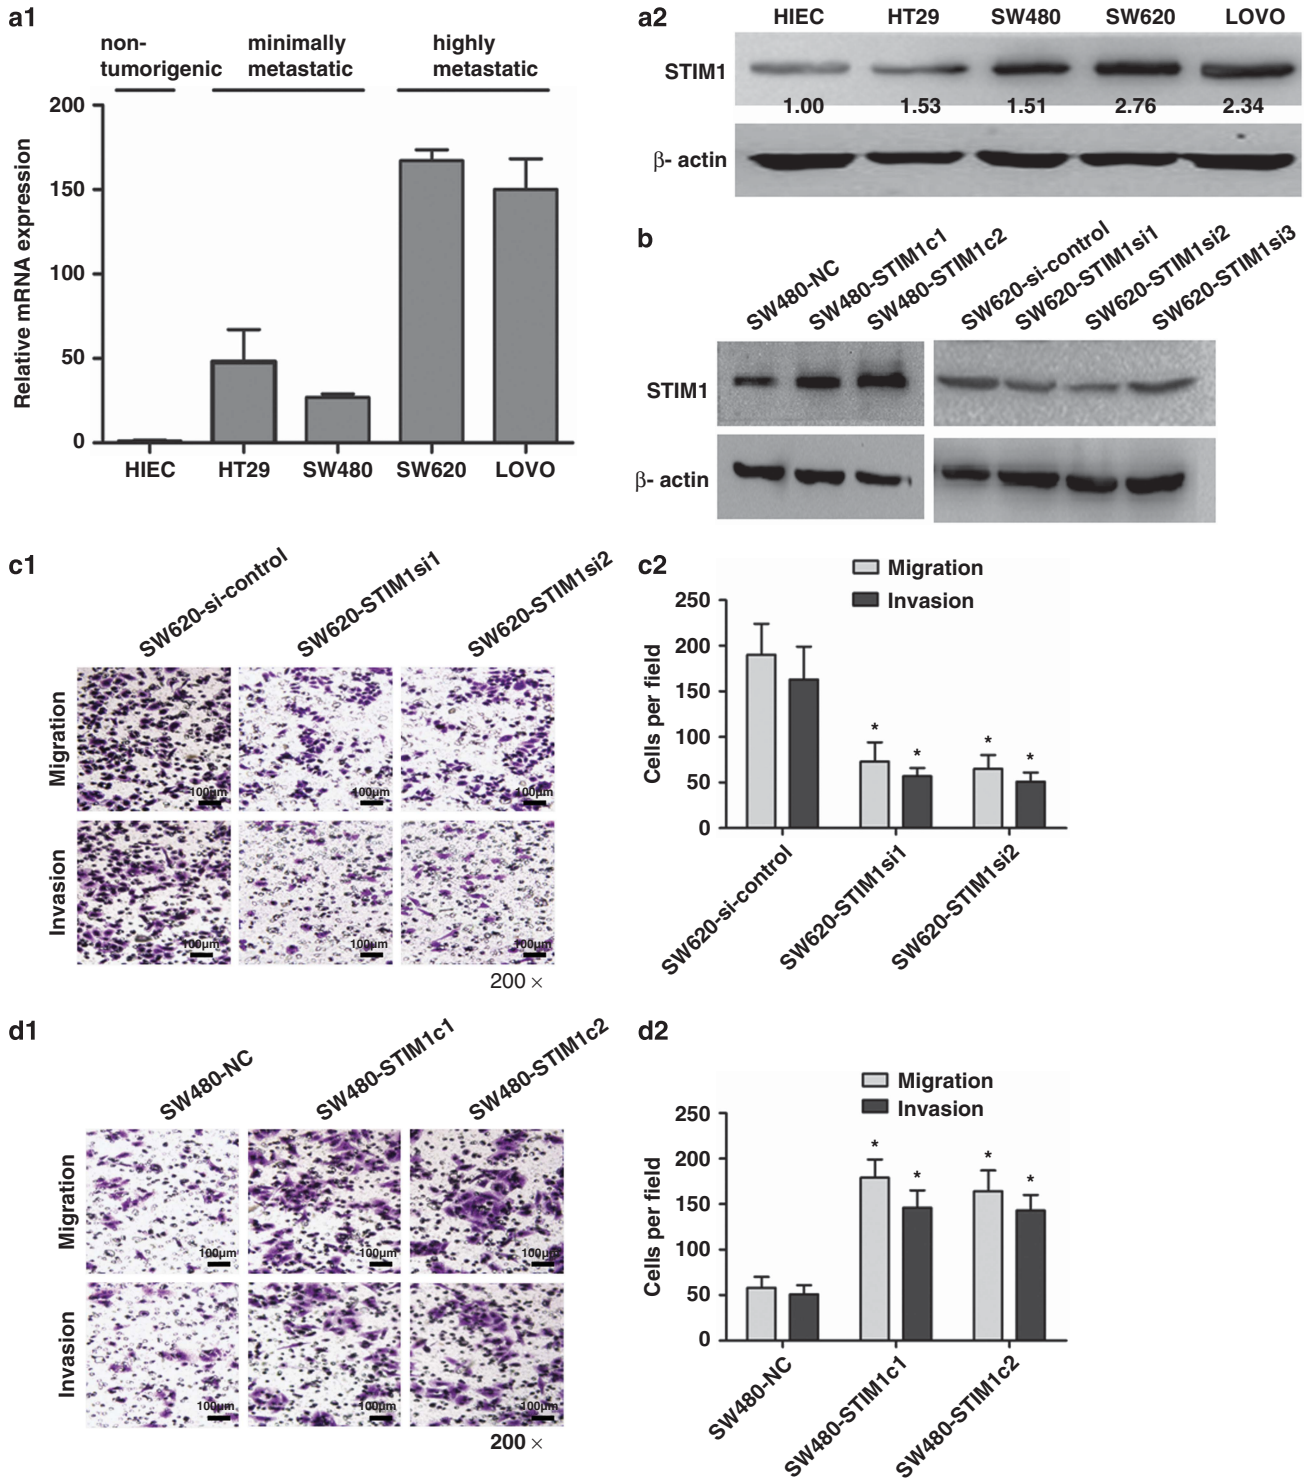 a1
non-
tumorigenic
minimally
metastatic
highly
metastatic
Relative mRNA expression
200
150
100
50
0
HIEC HT29 SW480 SW620 LOVO
a2
HIEC HT29 SW480 SW620 LOVO
STIM1
1.00 1.53 1.51 2.76 2.34
β- actin
b
SW480-NC
SW480-STIM1c1
SW480-STIM1c2
SW620-si-control
SW620-STIM1si1
SW620-STIM1si2
SW620-STIM1si3
STIM1
β- actin
c1
SW620-si-control
SW620-STIM1si1
SW620-STIM1si2
Migration
100μm 100μm 100μm
Invasion
100μm 100μm 100μm
200 ×
c2
Migration
Invasion
Cells per field
250
200
150
100
50
0
* * * *
SW620-si-control
SW620-STIM1si1
SW620-STIM1si2
d1
SW480-NC
SW480-STIM1c1
SW480-STIM1c2
Migration
100μm 100μm 100μm
Invasion
100μm 100μm 100μm
200 ×
d2
Migration
Invasion
Cells per field
250
200
150
100
50
0
* * * *
SW480-NC
SW480-STIM1c1
SW480-STIM1c2